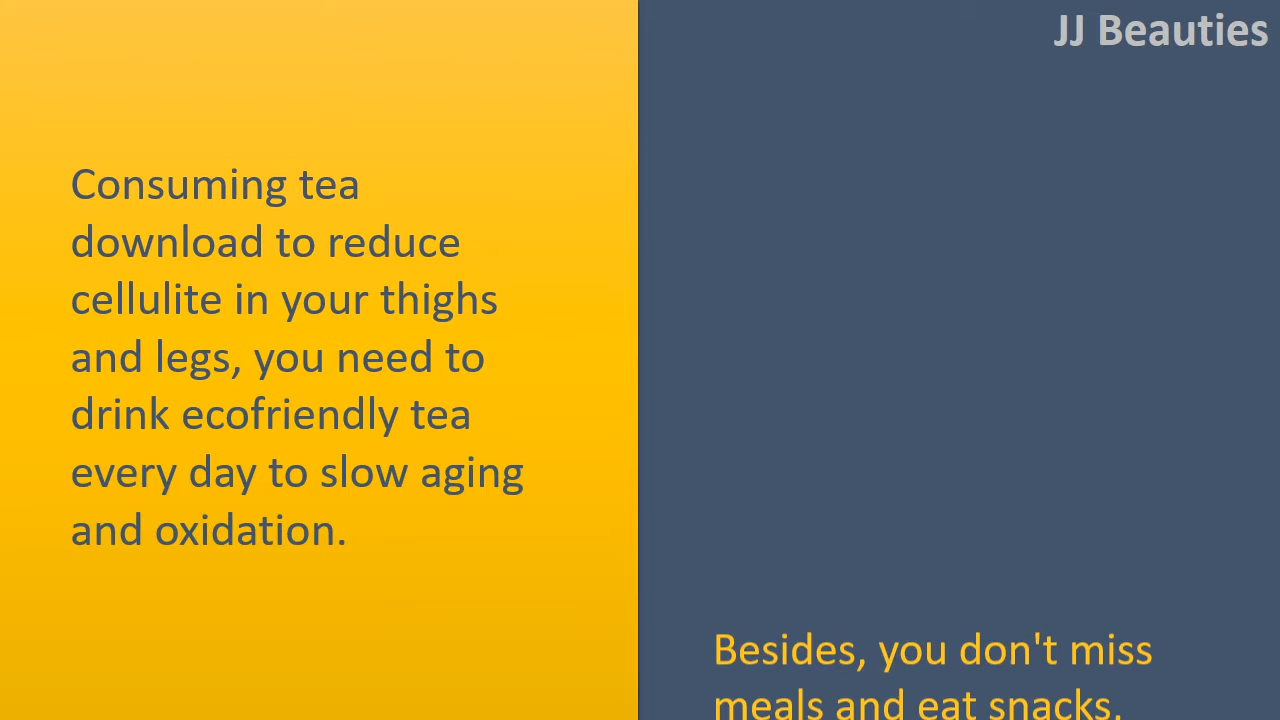 JJ Beauties
Consuming tea
download to reduce
cellulite in your thighs
and legs, you need to
drink ecofriendly tea
every day to slow aging
and oxidation.
Besides, you don't miss
meals and eat snacks.